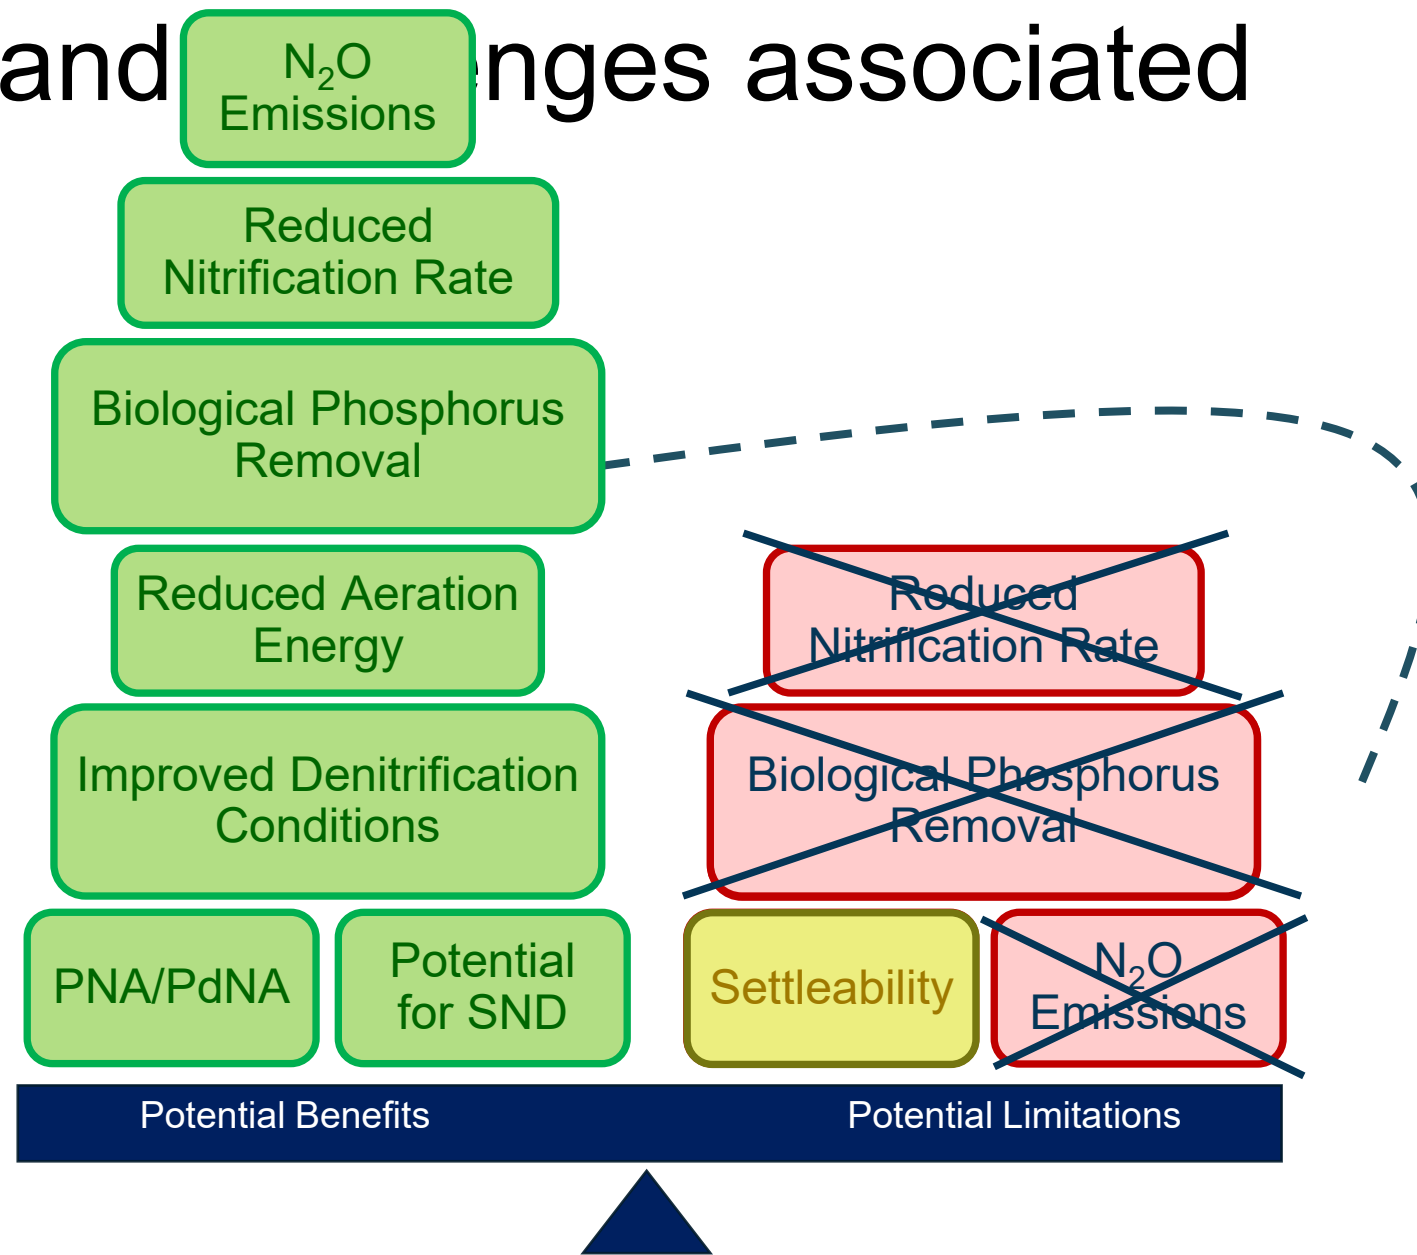 and enges associated
N₂O
Emissions
Reduced
Nitrification Rate
Biological Phosphorus
Removal
Reduced Aeration
Energy
Improved Denitrification
Conditions
PNA/PdNA
Potential
for SND
Roduced
Nitrification Rate
Biological Phosphorus
Removal
Settleability
N₂O
Emissions
Potential Benefits
Potential Limitations